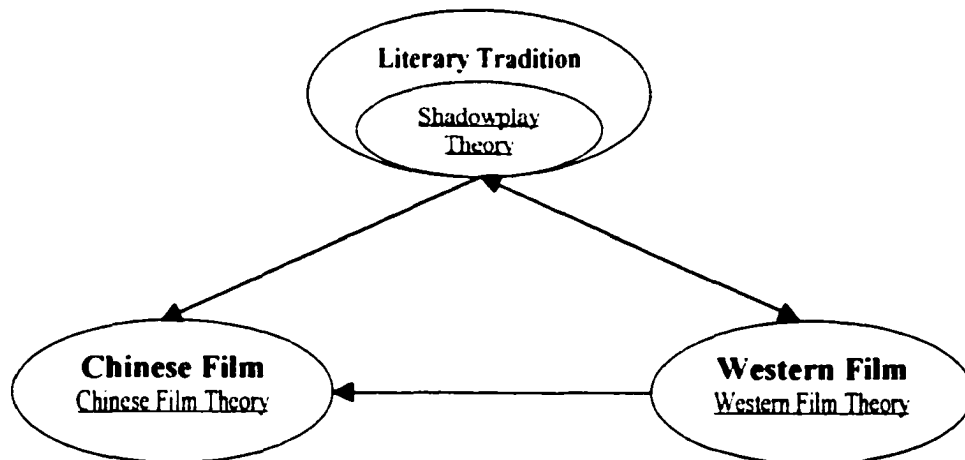 Literary Tradition
Shadowplay
Theory
Chinese Film
Chinese Film Theory
Western Film
Western Film Theory